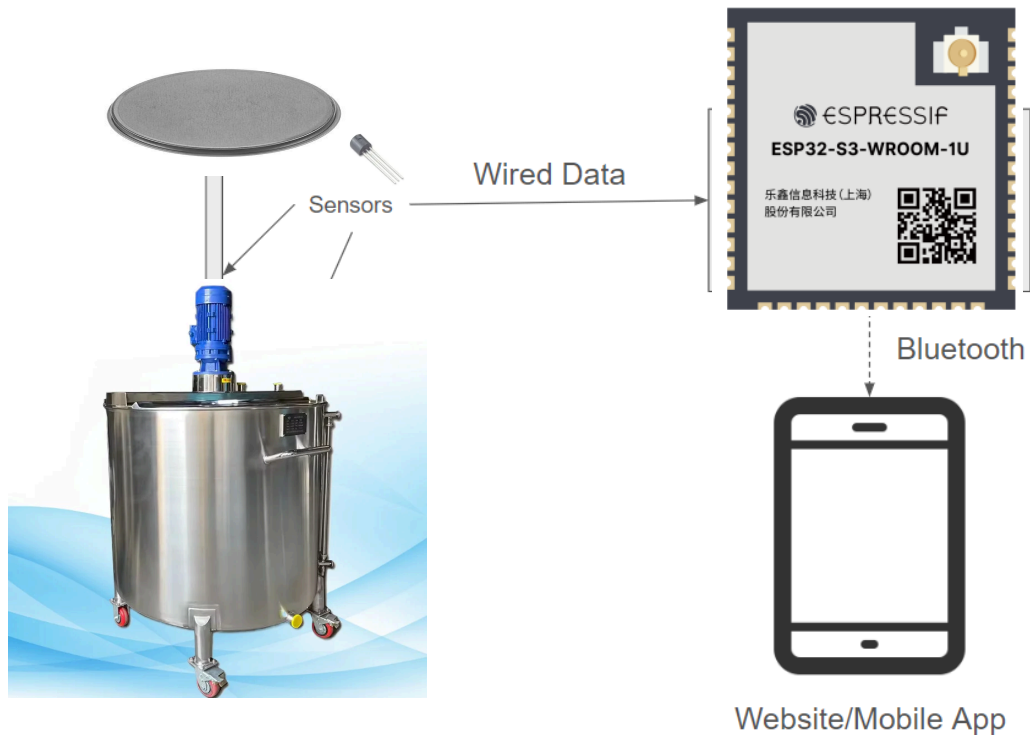 Wired Data
Sensors
ESPRESSIF
ESP32-S3-WROOM-1U
乐鑫信息科技(上海)
股份有限公司
Bluetooth
Website/Mobile App